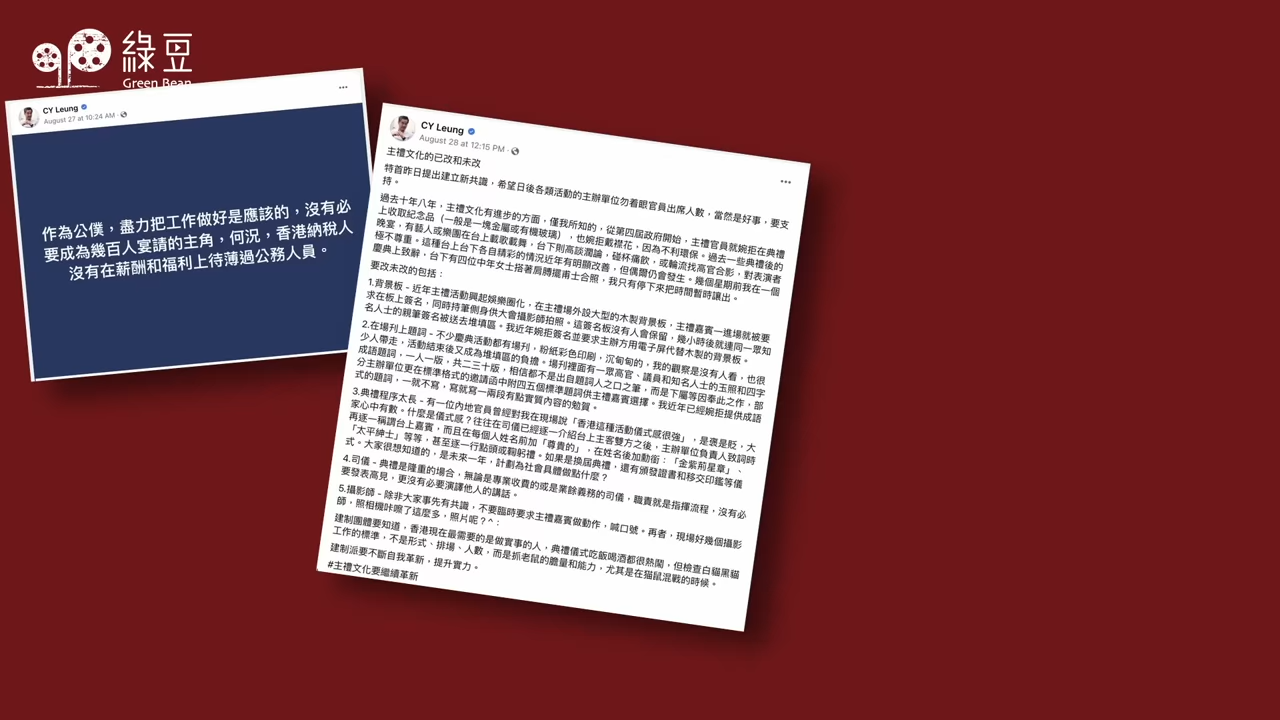 綠豆
Green Bean
CY Leung
August 27 at 10:24 AM ·
作為公僕，盡力把工作做好是應該的，沒有必
要成為幾百人宴請的主角，何況，香港納稅人
沒有在薪酬和福利上待薄過公務人員。
CY Leung
August 28 at 12:15 PM ·
主禮文化的已改和未改
特首昨日提出建立新共識，希望日後各類活動的主辦單位勿着眼官員出席人數，當然是好事，要支
持。
過去十年八年，主禮文化有進步的方面，僅我所知的，從第四屆政府開始，主禮官員就婉拒在典禮
上收取紀念品（一般是一塊金屬或有機玻璃），也婉拒戴襟花，因為不利環保。過去一些典禮後的
晚宴，有藝人或樂團在台上載歌載舞，台下則高談濶論，碰杯痛飲，或輪流找高官合影，對表演者
極不尊重。這種台上台下各自精彩的情況近年有明顯改善，但偶爾仍會發生。幾個星期前我在一個
慶典上致辭，台下有四位中年女士搭著肩膊擺甫士合照，我只有停下來把時間暫時讓出。
要改未改的包括：
1.背景板 - 近年主禮活動興起娛樂圈化，在主禮場外設大型的木製背景板，主禮嘉賓一進場就被要
求在板上簽名，同時持筆側身供大會攝影師拍照。這簽名板沒有人會保留，幾小時後就連同一眾知
名人士的親筆簽名被送去堆填區。我近年婉拒簽名並要求主辦方用電子屏代替木製的背景板。
2.在場刊上題詞 - 不少慶典活動都有場刊，粉紙彩色印刷，沉甸甸的，我的觀察是沒有人看，也很
少人帶走，活動結束後又成為堆填區的負擔。場刊裡面有一眾高官、議員和知名人士的玉照和四字
成語題詞，一人一版，共二三十版，相信都不是出自題詞人之口之筆，而是下屬等因奉此之作，部
分主辦單位更在標準格式的邀請函中附四五個標準題詞供主禮嘉賓選擇。我近年已經婉拒提供成語
式的題詞，一就不寫，寫就寫一兩段有點實質內容的勉賀。
3.典禮程序太長 - 有一位內地官員曾經對我在現場說「香港這種活動儀式感很強」，是褒是貶，大
家心中有數。什麼是儀式感？往往在司儀已經逐一介紹台上主客雙方之後，主辦單位負責人致詞時
再逐一稱謂台上嘉賓，而且在每個人姓名前加「尊貴的」，在姓名後加勳銜：「金紫荊星章」、
「太平紳士」等等，甚至逐一行點頭或鞠躬禮。如果是換屆典禮，還有頒發證書和移交印鑑等儀
式。大家很想知道的，是未來一年，計劃為社會具體做點什麼？
4.司儀 - 典禮是隆重的場合，無論是專業收費的或是業餘義務的司儀，職責就是指揮流程，沒有必
要發表高見，更沒有必要演譯他人的講話。
5.攝影師 - 除非大家事先有共識，不要臨時要求主禮嘉賓做動作，喊口號。再者，現場好幾個攝影
師，照相機咔嚓了這麼多，照片呢？^：
建制團體要知道，香港現在最需要的是做實事的人，典禮儀式吃飯喝酒都很熱鬧，但檢查白貓黑貓
工作的標準，不是形式、排場、人數，而是抓老鼠的膽量和能力，尤其是在猫鼠混戰的時候。
建制派要不斷自我革新，提升實力。
#主禮文化要繼續革新